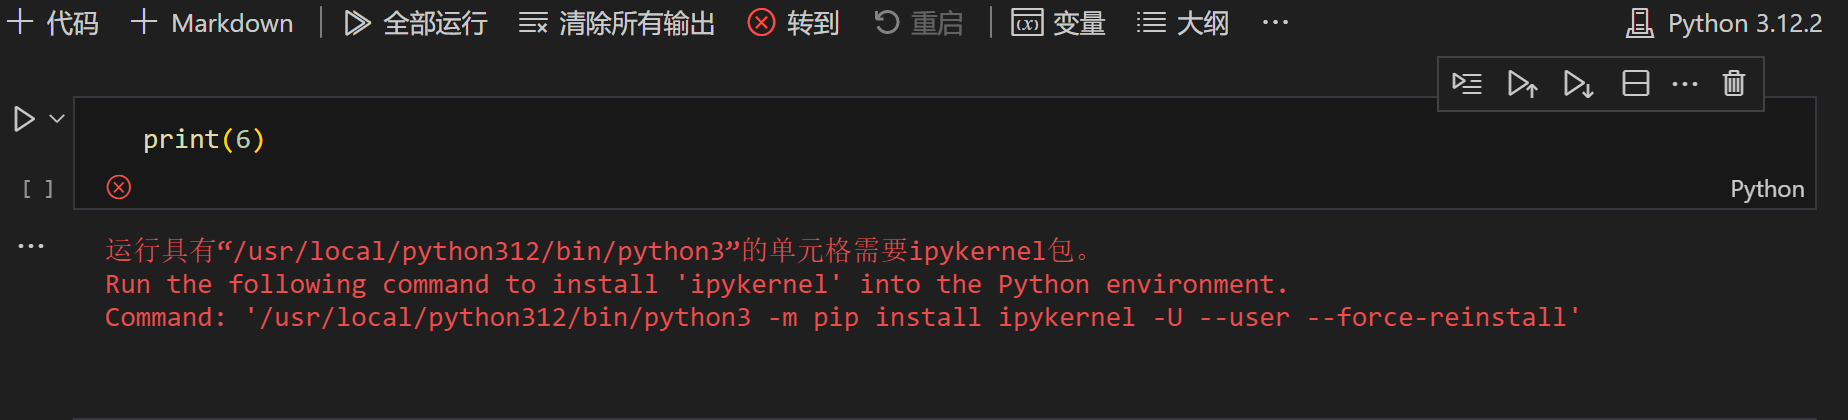 代码 Markdown 全部运行 清除所有输出 转到 重启 变量 大纲 ... Python 3.12.2
print(6)
[ ] Python
运行具有“/usr/local/python312/bin/python3”的单元格需要ipykernel包。
Run the following command to install 'ipykernel' into the Python environment.
Command: '/usr/local/python312/bin/python3 -m pip install ipykernel -U --user --force-reinstall'